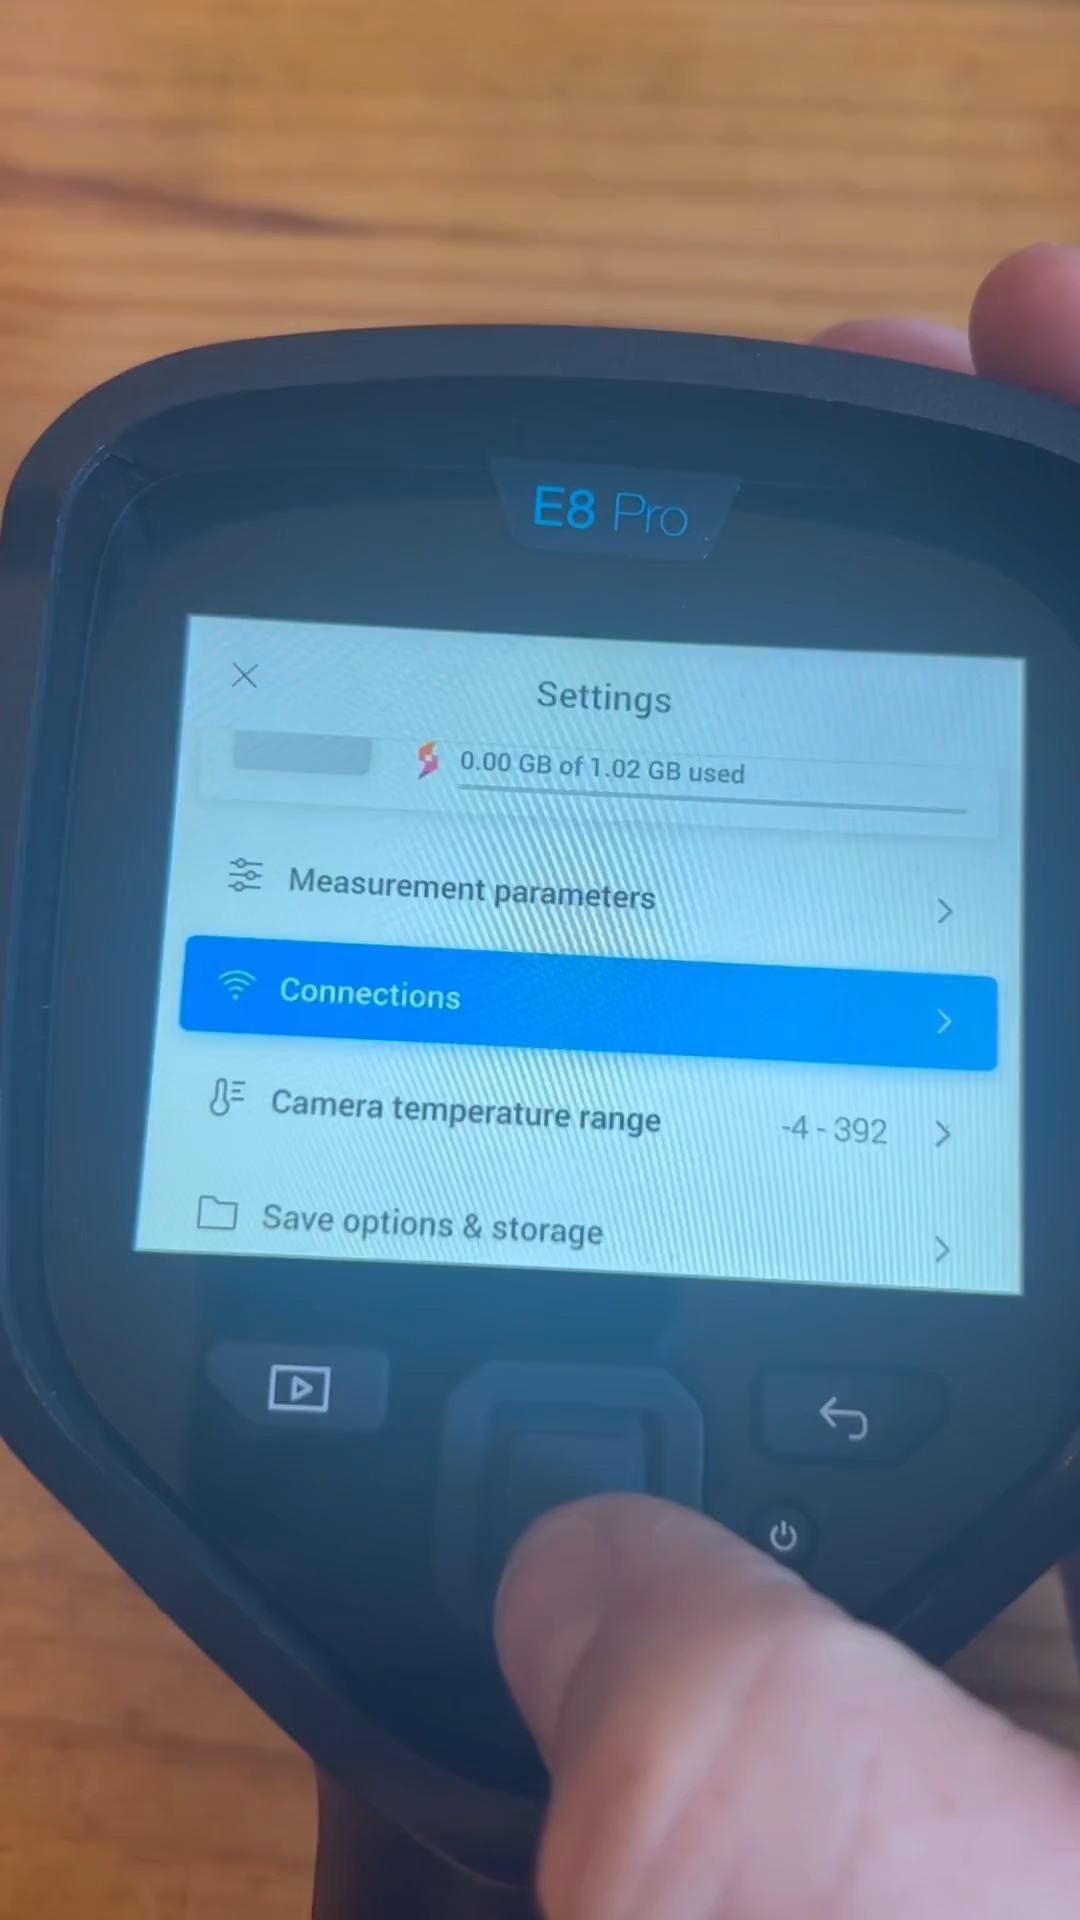 E8 Pro
Settings
0.00 GB of 1.02 GB used
Measurement parameters
Connections
Camera temperature range -4 - 392
Save options & storage